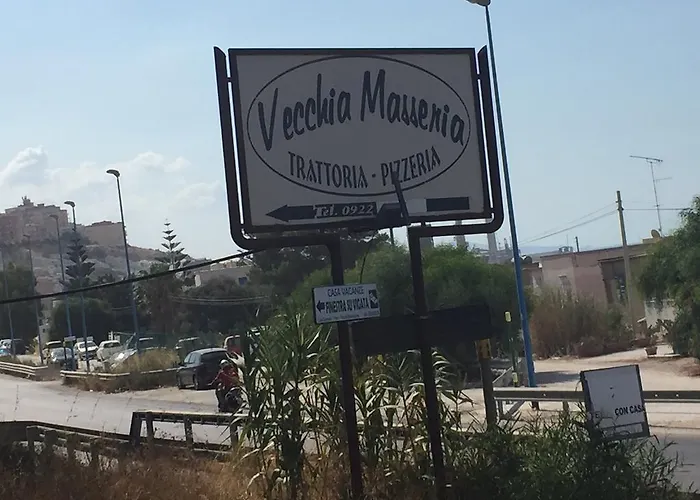 Vecchia Masseria
TRATTORIA - PIZZERIA
Tel. 0922
CASA VACANZE
FINESTRA SU VIGATA
CON CASA